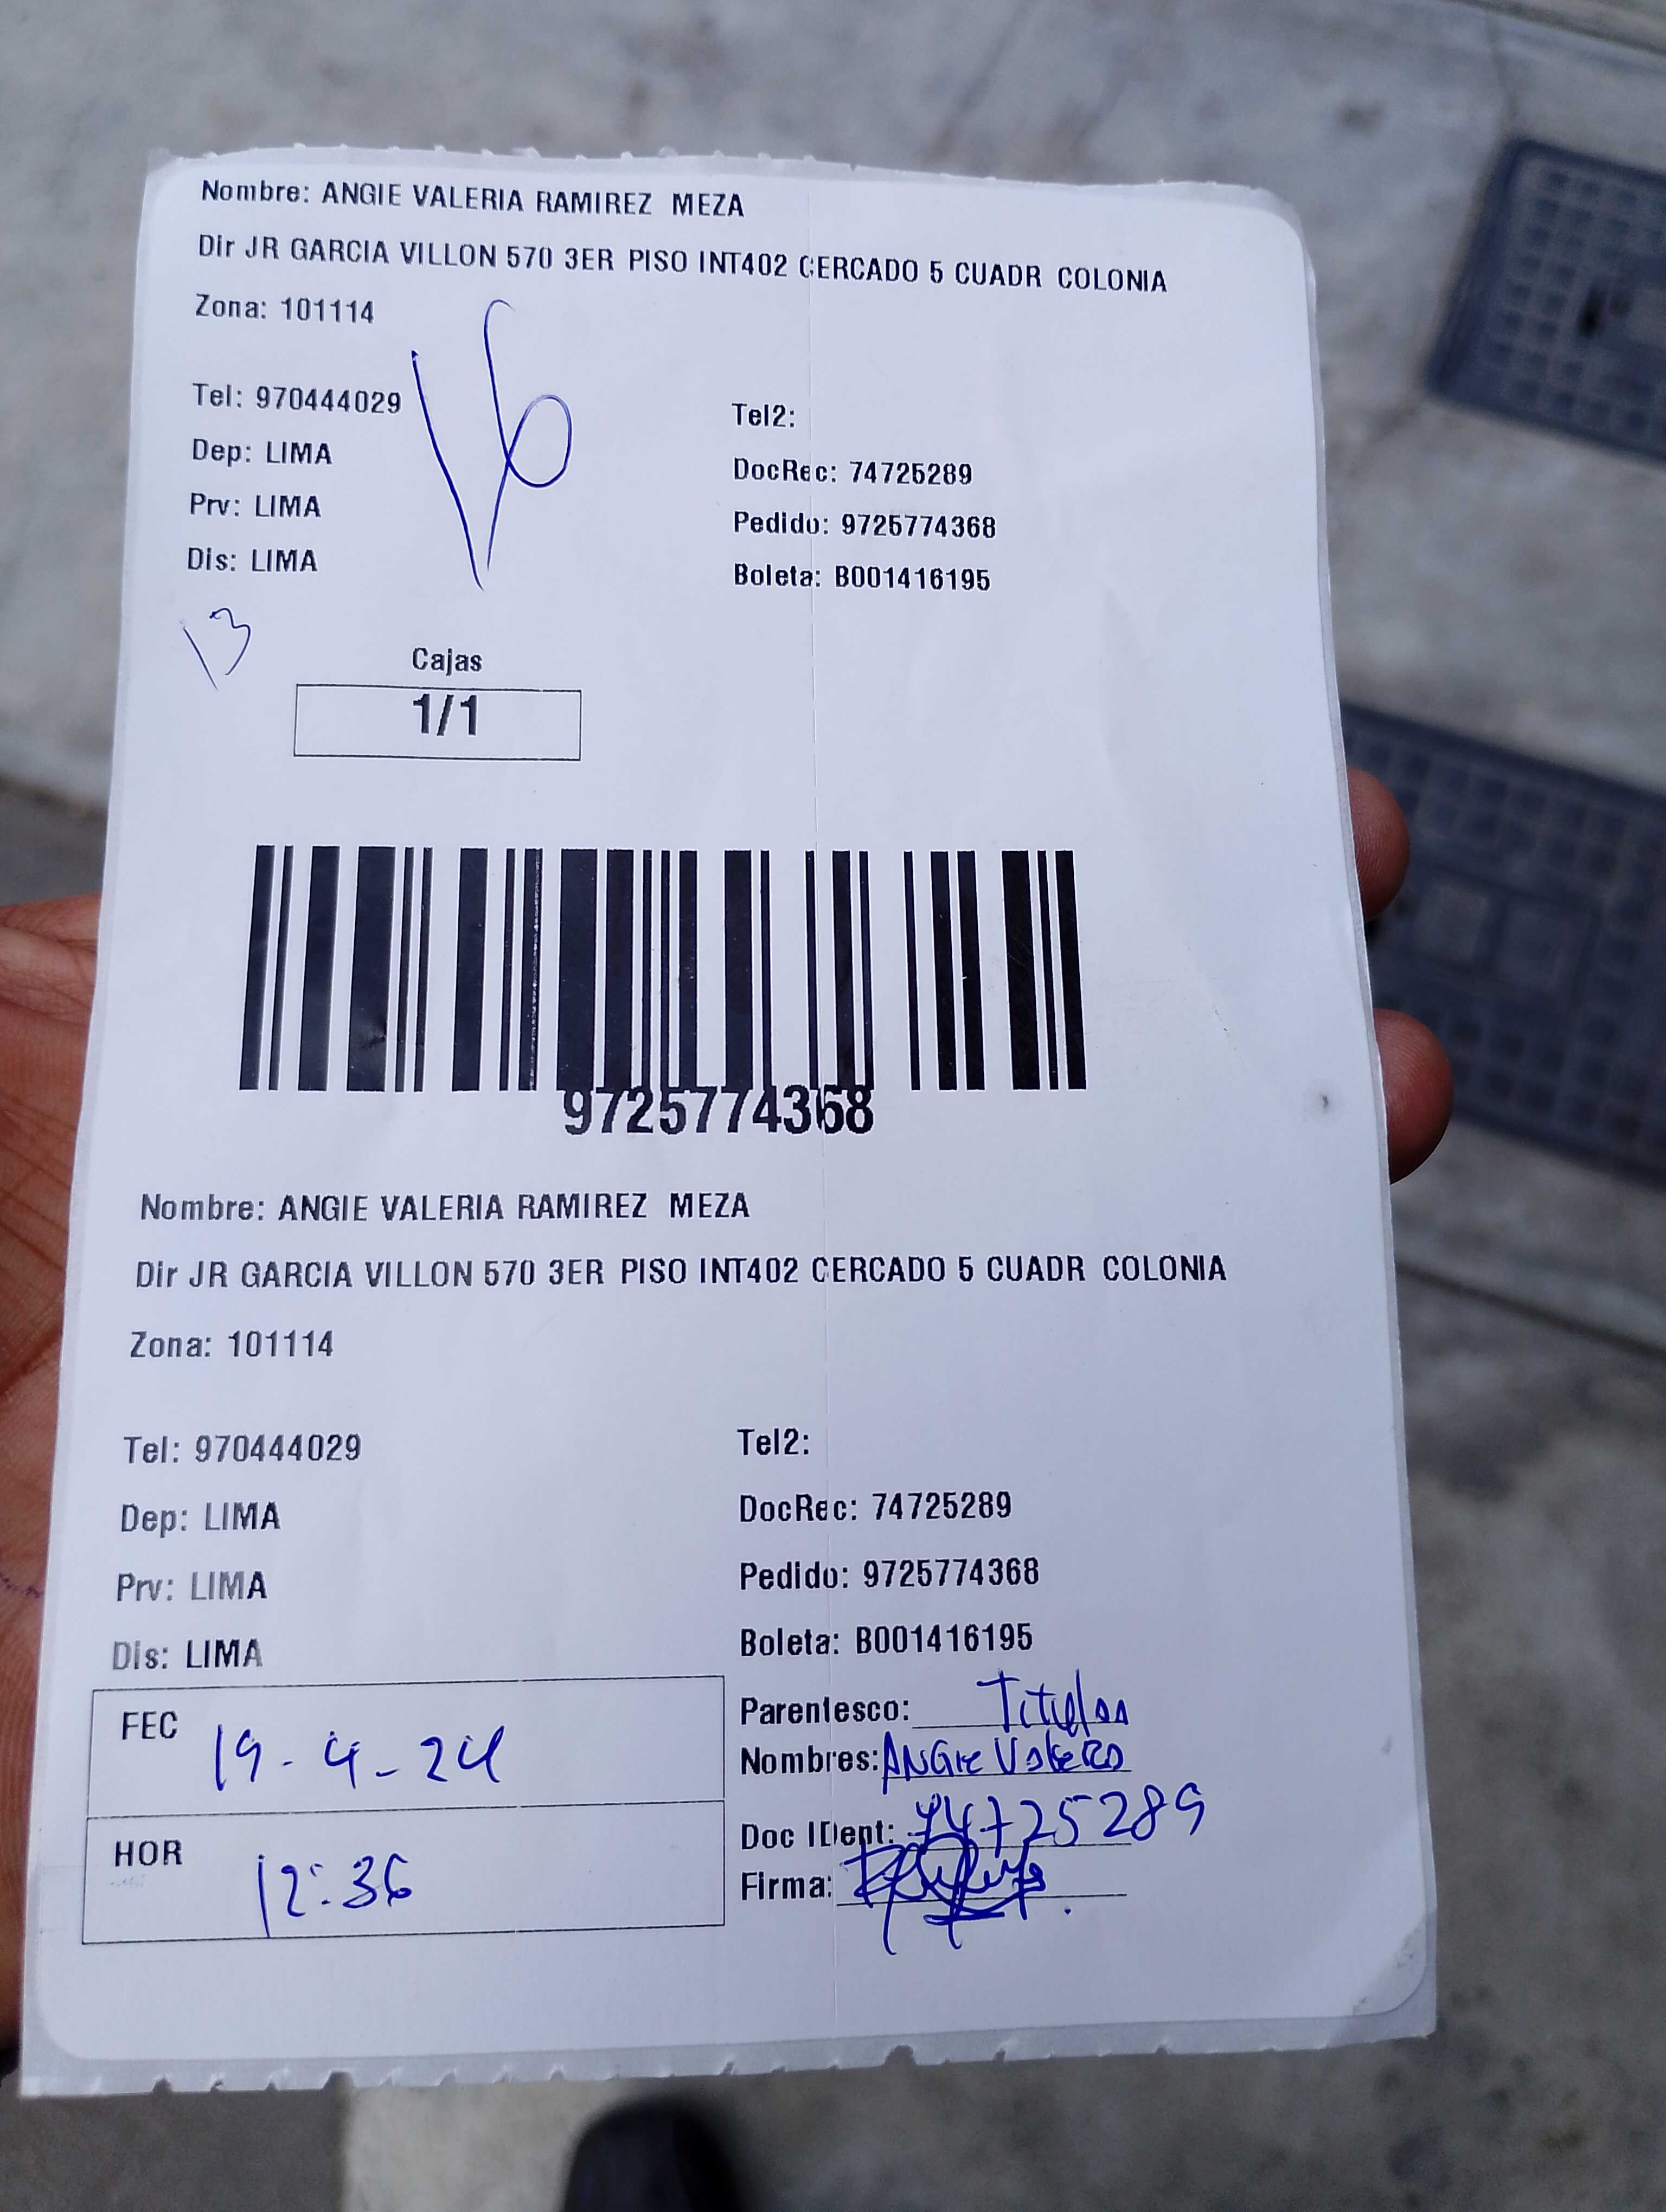 Nombre: ANGIE VALERIA RAMIREZ MEZA
Dir JR GARCIA VILLON 570 3ER PISO INT402 CERCADO 5 CUADR COLONIA
Zona: 101114
Tel: 970444029
Tel2:
Dep: LIMA
DocRec: 74725289
Prv: LIMA
Pedido: 9725774368
Dis: LIMA
Boleta: B001416195
13
Cajas
1/1
9725774368
Nombre: ANGIE VALERIA RAMIREZ MEZA
Dir JR GARCIA VILLON 570 3ER PISO INT402 CERCADO 5 CUADR COLONIA
Zona: 101114
Tel: 970444029
Tel2:
Dep: LIMA
DocRec: 74725289
Prv: LIMA
Pedido: 9725774368
Dis: LIMA
Boleta: B001416195
FEC 19-4-24
Parentesco: Titular
Nombres: ANGIE
Doc IDent: 74725289
HOR 12:36
Firma: